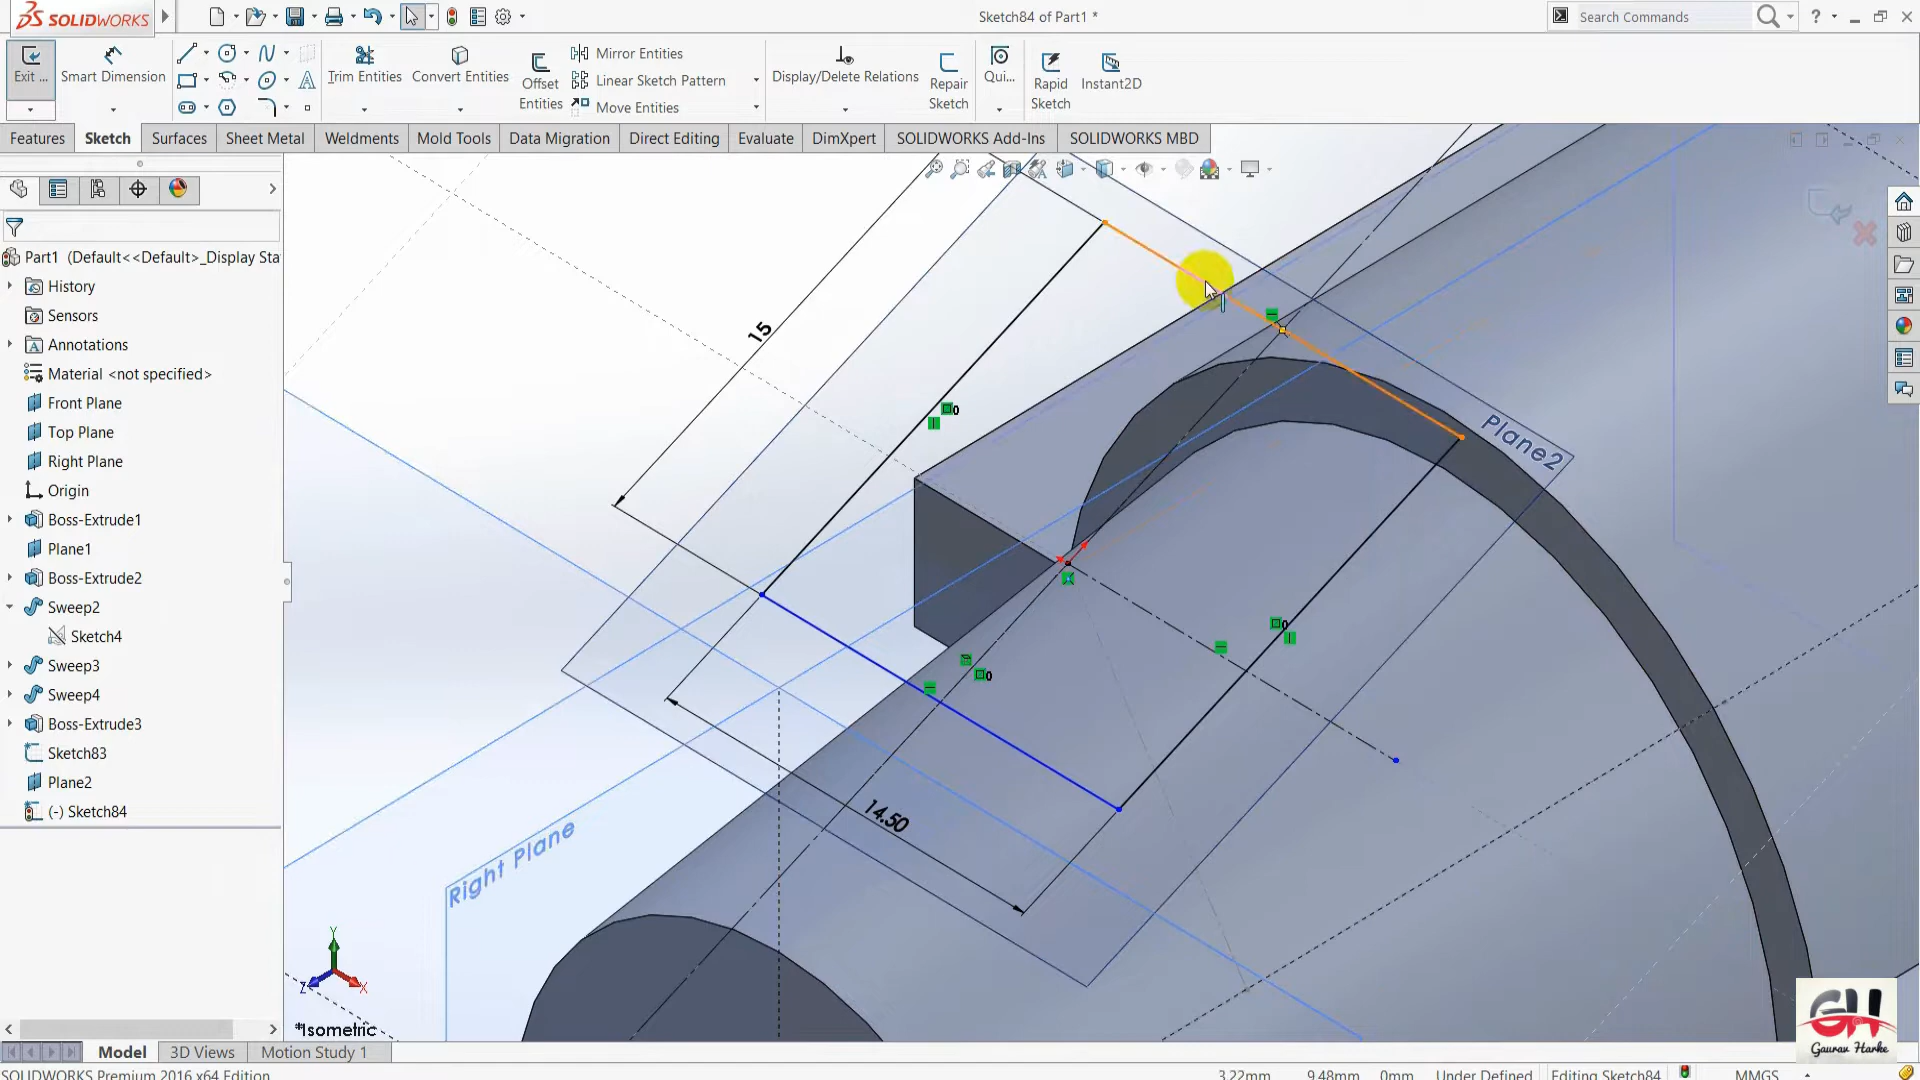 SOLIDWORKS
Sketch84 of Part1 *
Search Commands
Exit ...
Smart Dimension
Trim Entities
Convert Entities
Offset
Entities
Mirror Entities
Linear Sketch Pattern
Move Entities
Display/Delete Relations
Repair
Sketch
Qui...
Rapid
Sketch
Instant2D
Features
Sketch
Surfaces
Sheet Metal
Weldments
Mold Tools
Data Migration
Direct Editing
Evaluate
DimXpert
SOLIDWORKS Add-Ins
SOLIDWORKS MBD
Part1 (Default<<Default>_Display Sta
History
Sensors
Annotations
Material <not specified>
Front Plane
Top Plane
Right Plane
Origin
Boss-Extrude1
Plane1
Boss-Extrude2
Sweep2
Sketch4
Sweep3
Sweep4
Boss-Extrude3
Sketch83
Plane2
(-) Sketch84
15
14.50
0
0
0
Plane2
Right Plane
Y
Z
X
*Isometric
GH
Gaurav Harke
Model
3D Views
Motion Study 1
SOLIDWORKS Premium 2016 x64 Edition
3.22mm
9.48mm
0mm
Under Defined
Editing Sketch84
MMGS